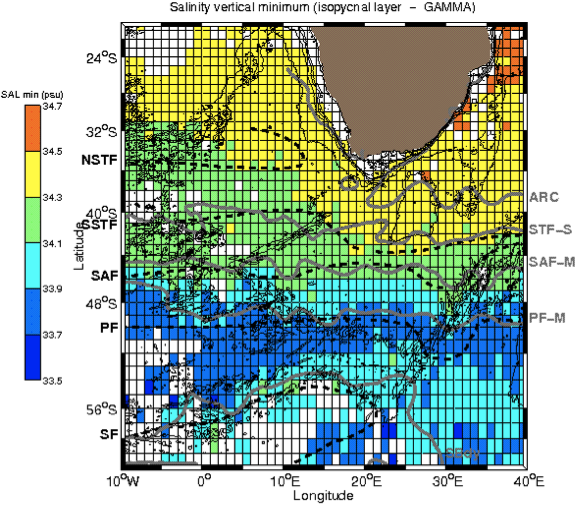 Salinity vertical minimum (isopycnal layer – GAMMA)
SAL min (psu)
34.7
34.5
34.3
34.1
33.9
33.7
33.5
Latitude
24°S
32°S
40°S
48°S
56°S
NSTF
SSTF
SAF
PF
SF
ARC
STF–S
SAF–M
PF–M
10°W
0°
10°E
20°E
30°E
40°E
Longitude